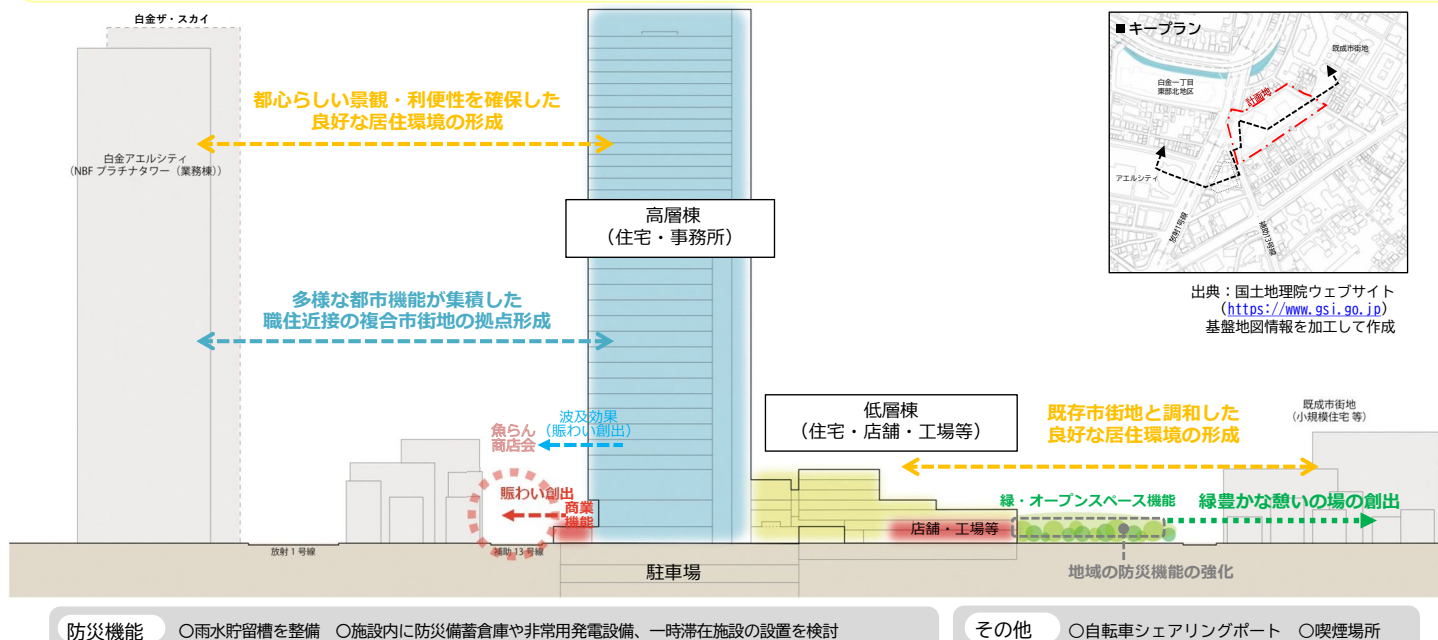 白金ザ・スカイ
都心らしい景観・利便性を確保した
良好な居住環境の形成
白金アエルシティ
(NBF プラチナタワー（業務棟）)
高層棟
（住宅・事務所）
多様な都市機能が集積した
職住近接の複合市街地の拠点形成
■キープラン
既成市街地
白金一丁目
東部北地区
計画地
アエルシティ
放射1号線
補助13号線
出典：国土地理院ウェブサイト
（https://www.gsi.go.jp）
基盤地図情報を加工して作成
波及効果
（賑わい創出）
魚らん
商店会
賑わい創出
商業
機能
低層棟
（住宅・店舗・工場等）
既存市街地と調和した
良好な居住環境の形成
既成市街地
（小規模住宅 等）
緑・オープンスペース機能
緑豊かな憩いの場の創出
店舗・工場等
放射１号線
補助 13 号線
駐車場
地域の防災機能の強化
防災機能 ○雨水貯留槽を整備 ○施設内に防災備蓄倉庫や非常用発電設備、一時滞在施設の設置を検討
その他 ○自転車シェアリングポート ○喫煙場所